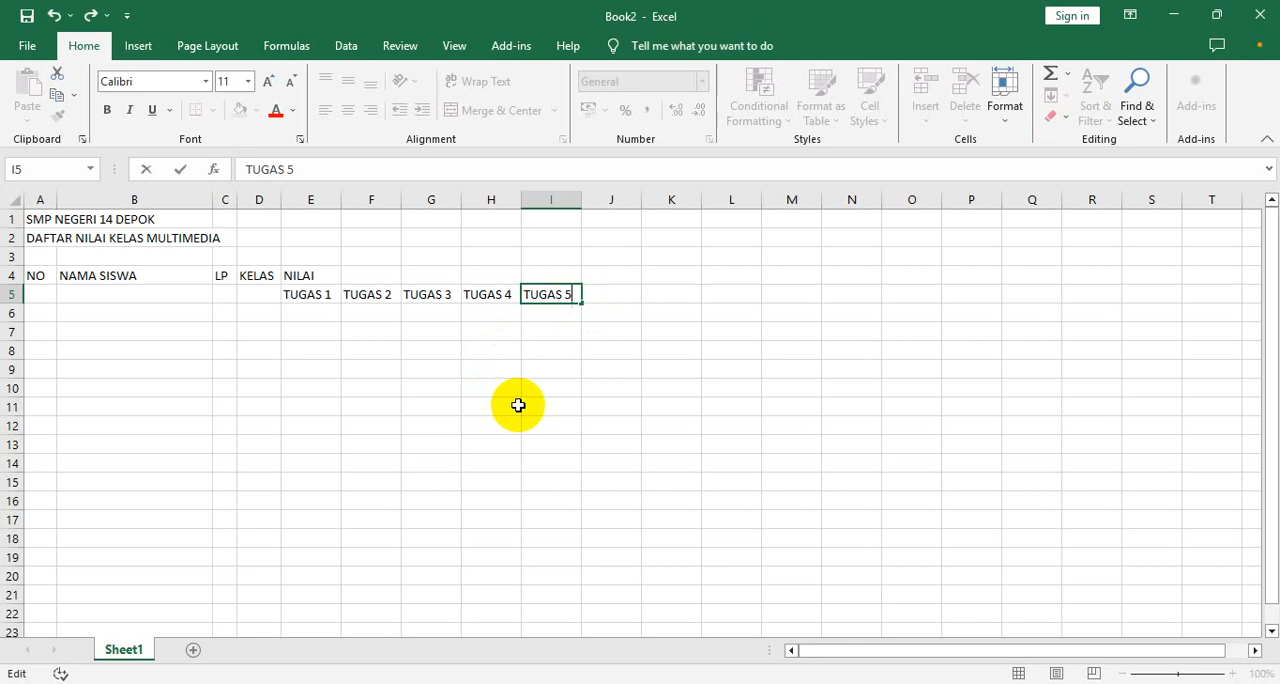 Book2 - Excel
Sign in
File Home Insert Page Layout Formulas Data Review View Add-ins Help Tell me what you want to do
Paste
Calibri 11
B I U A
Wrap Text
Merge & Center
General
%
Conditional Formatting
Format as Table
Cell Styles
Insert
Delete
Format
Sort & Filter
Find & Select
Add-ins
Clipboard Font Alignment Number Styles Cells Editing Add-ins
I5 fx TUGAS 5
A B C D E F G H I J K L M N O P Q R S T
1 SMP NEGERI 14 DEPOK
2 DAFTAR NILAI KELAS MULTIMEDIA
3
4 NO NAMA SISWA LP KELAS NILAI
5 TUGAS 1 TUGAS 2 TUGAS 3 TUGAS 4 TUGAS 5
6
7
8
9
10
11
12
13
14
15
16
17
18
19
20
21
22
23
Sheet1
Edit 100%